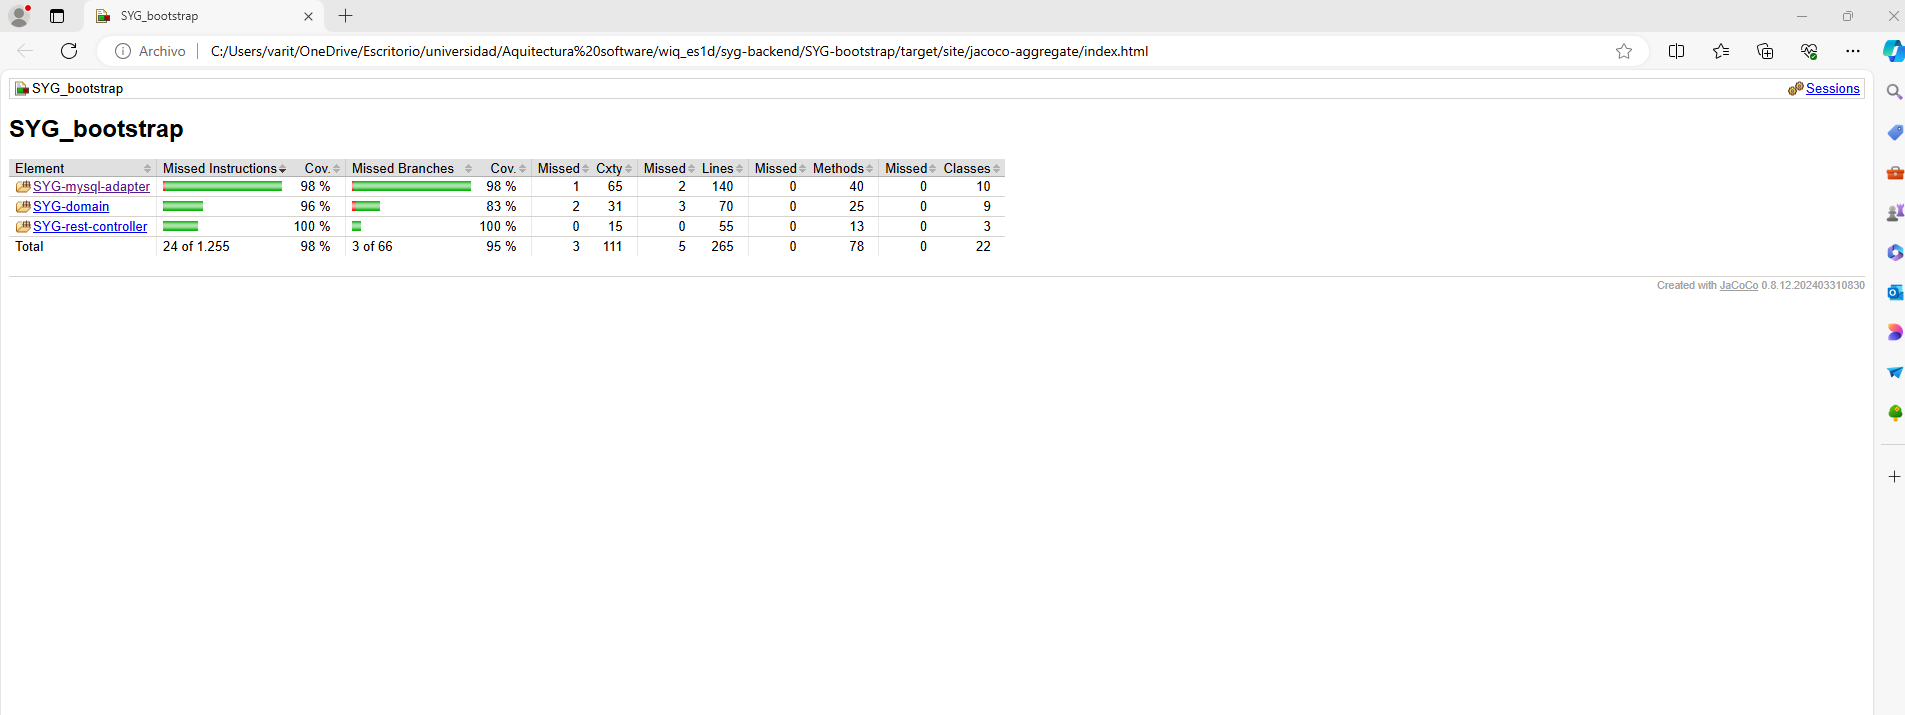 SYG_bootstrap
Archivo C:/Users/varit/OneDrive/Escritorio/universidad/Aquitectura%20software/wiq_es1d/syg-backend/SYG-bootstrap/target/site/jacoco-aggregate/index.html
SYG_bootstrap Sessions
SYG_bootstrap
Element Missed Instructions Cov. Missed Branches Cov. Missed Cxty Missed Lines Missed Methods Missed Classes
SYG-mysql-adapter 98 % 98 % 1 65 2 140 0 40 0 10
SYG-domain 96 % 83 % 2 31 3 70 0 25 0 9
SYG-rest-controller 100 % 100 % 0 15 0 55 0 13 0 3
Total 24 of 1.255 98 % 3 of 66 95 % 3 111 5 265 0 78 0 22
Created with JaCoCo 0.8.12.202403310830